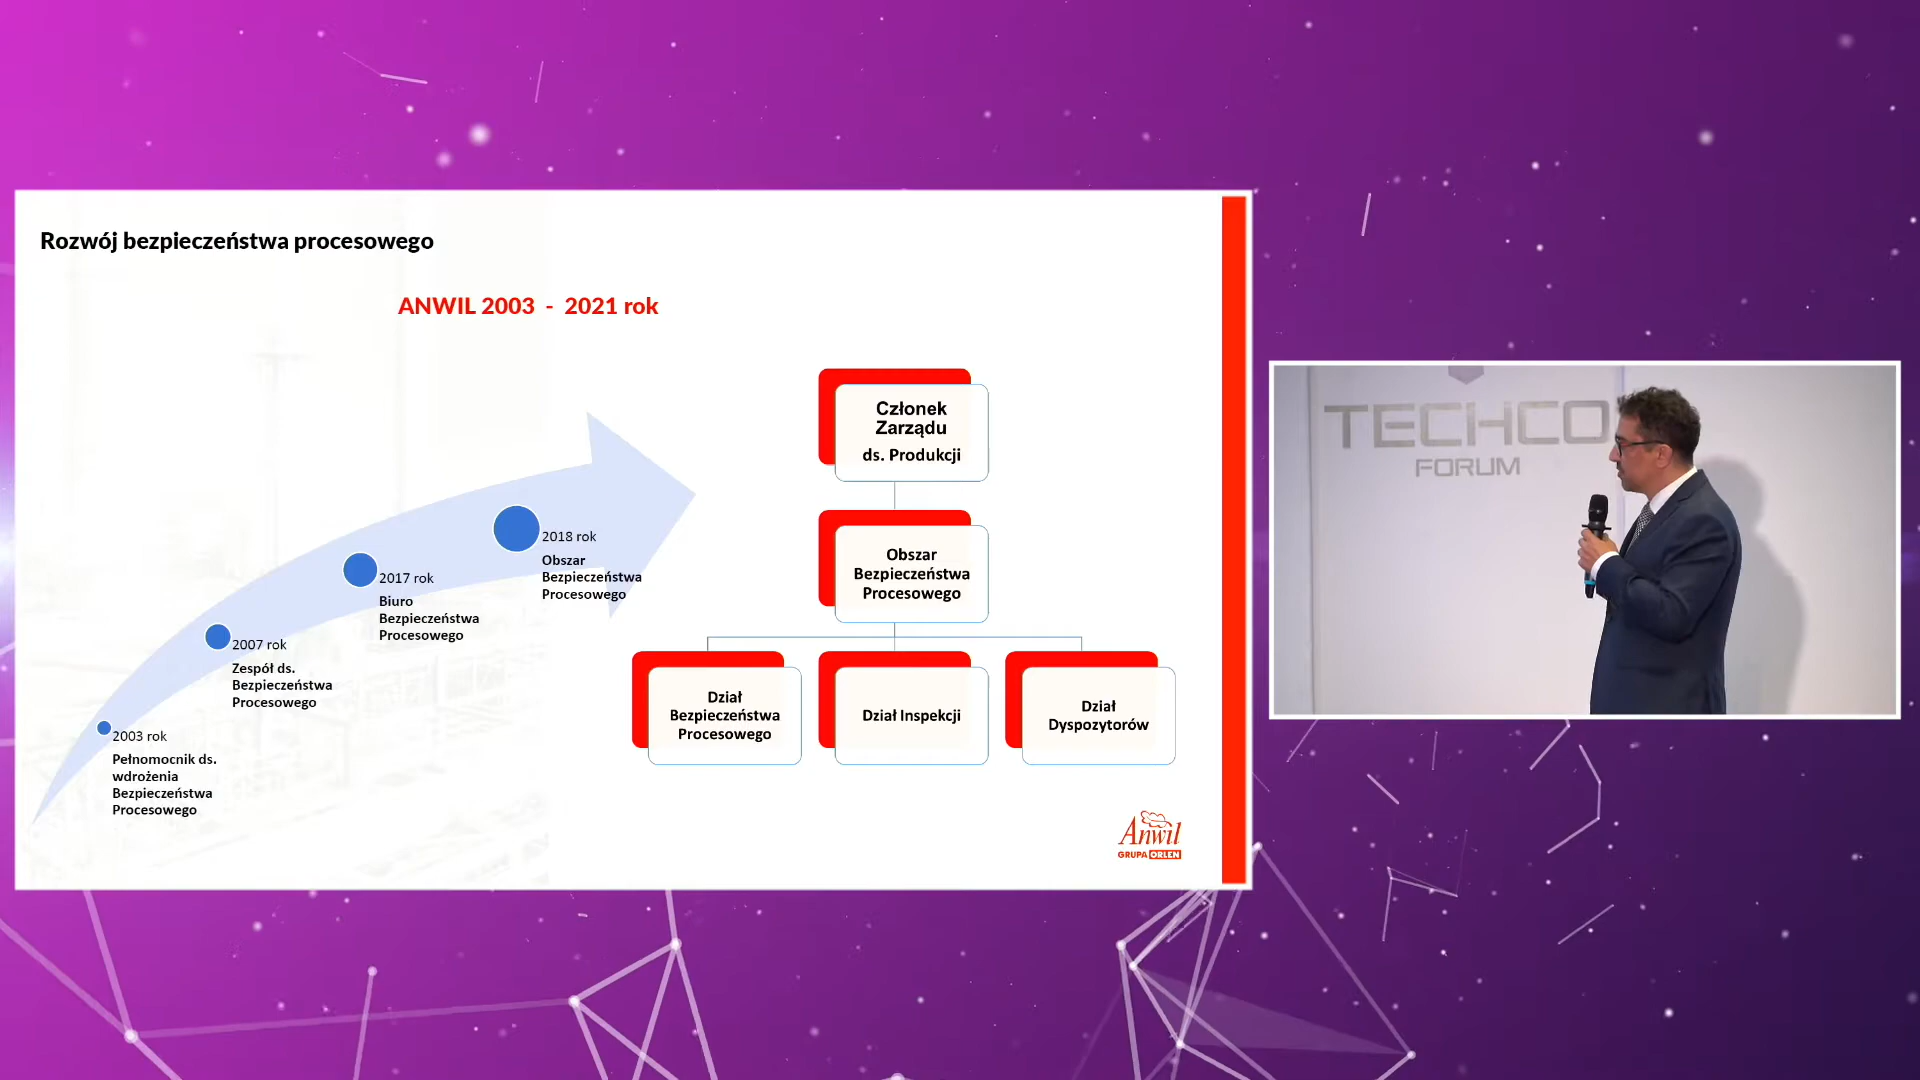 Rozwój bezpieczeństwa procesowego
ANWIL 2003 - 2021 rok
2003 rok
Pełnomocnik ds.
wdrożenia
Bezpieczeństwa
Procesowego
2007 rok
Zespół ds.
Bezpieczeństwa
Procesowego
2017 rok
Biuro
Bezpieczeństwa
Procesowego
2018 rok
Obszar
Bezpieczeństwa
Procesowego
Członek
Zarządu
ds. Produkcji
Obszar
Bezpieczeństwa
Procesowego
Dział
Bezpieczeństwa
Procesowego
Dział Inspekcji
Dział
Dyspozytorów
Anwil
GRUPA ORLEN
TECHCO
FORUM